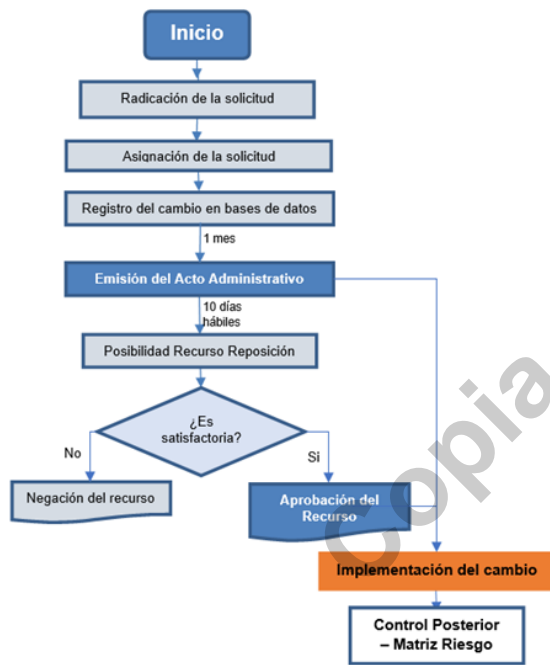 Inicio
Radicación de la solicitud
Asignación de la solicitud
Registro del cambio en bases de datos
1 mes
Emisión del Acto Administrativo
10 días
hábiles
Posibilidad Recurso Reposición
¿Es
satisfactoria?
No
Si
Negación del recurso
Aprobación del
Recurso
Copia
Implementación del cambio
Control Posterior
– Matriz Riesgo